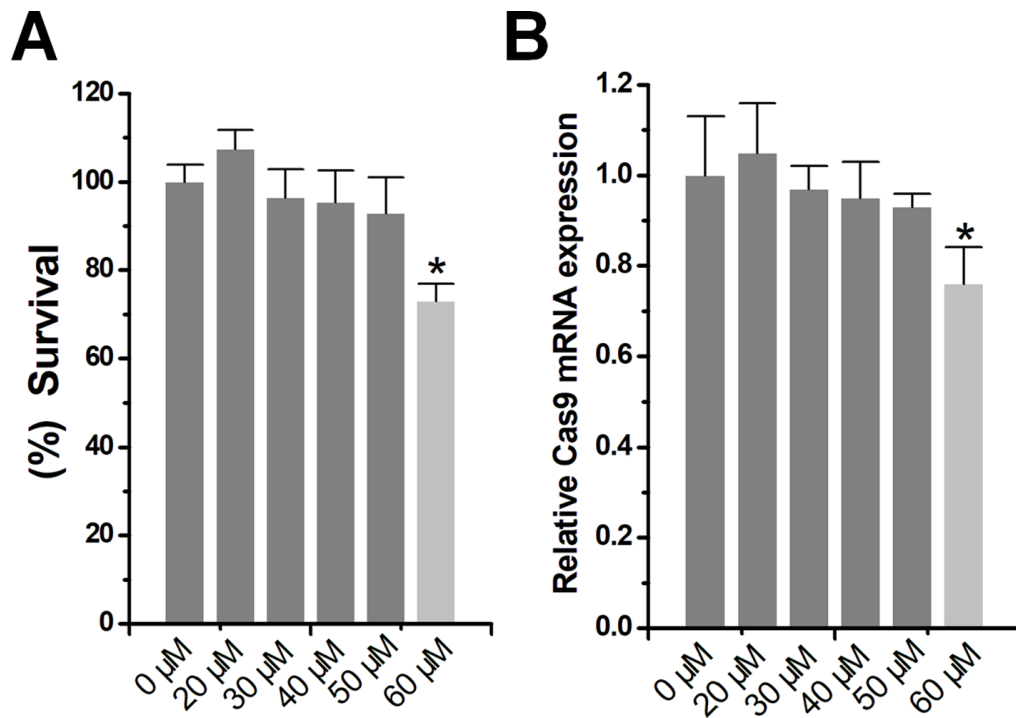 A
(%) Survival
120
100
80
60
40
20
0
*
0 µM
20 µM
30 µM
40 µM
50 µM
60 µM
B
Relative Cas9 mRNA expression
1.2
1.0
0.8
0.6
0.4
0.2
0.0
*
0 µM
20 µM
30 µM
40 µM
50 µM
60 µM